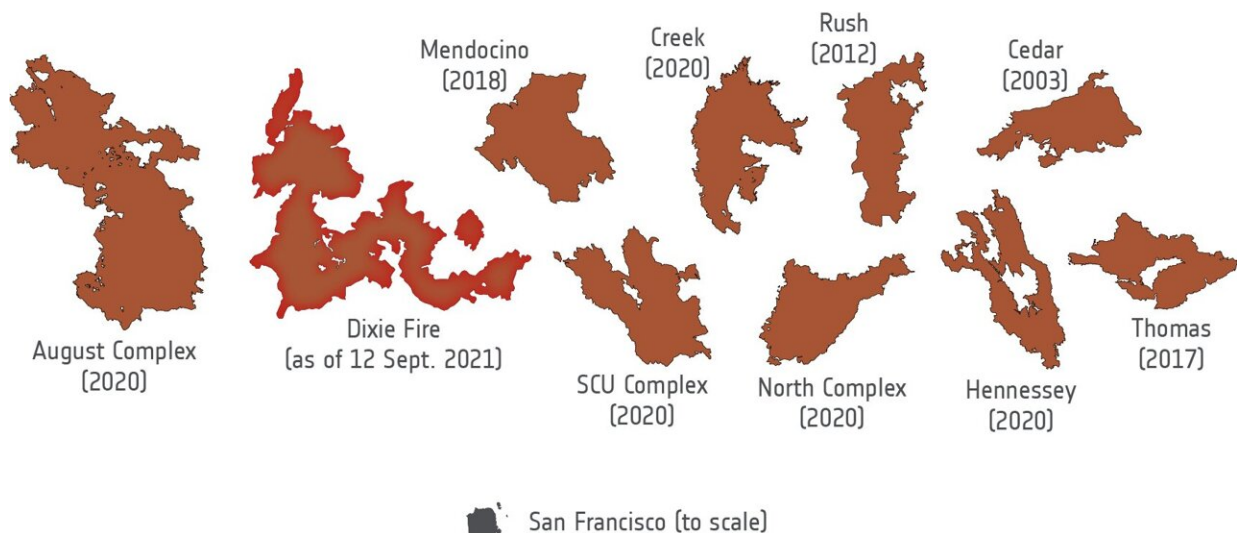 Mendocino
(2018)
Creek
(2020)
Rush
(2012)
Cedar
(2003)
August Complex
(2020)
Dixie Fire
(as of 12 Sept. 2021)
SCU Complex
(2020)
North Complex
(2020)
Hennessey
(2020)
Thomas
(2017)
San Francisco (to scale)